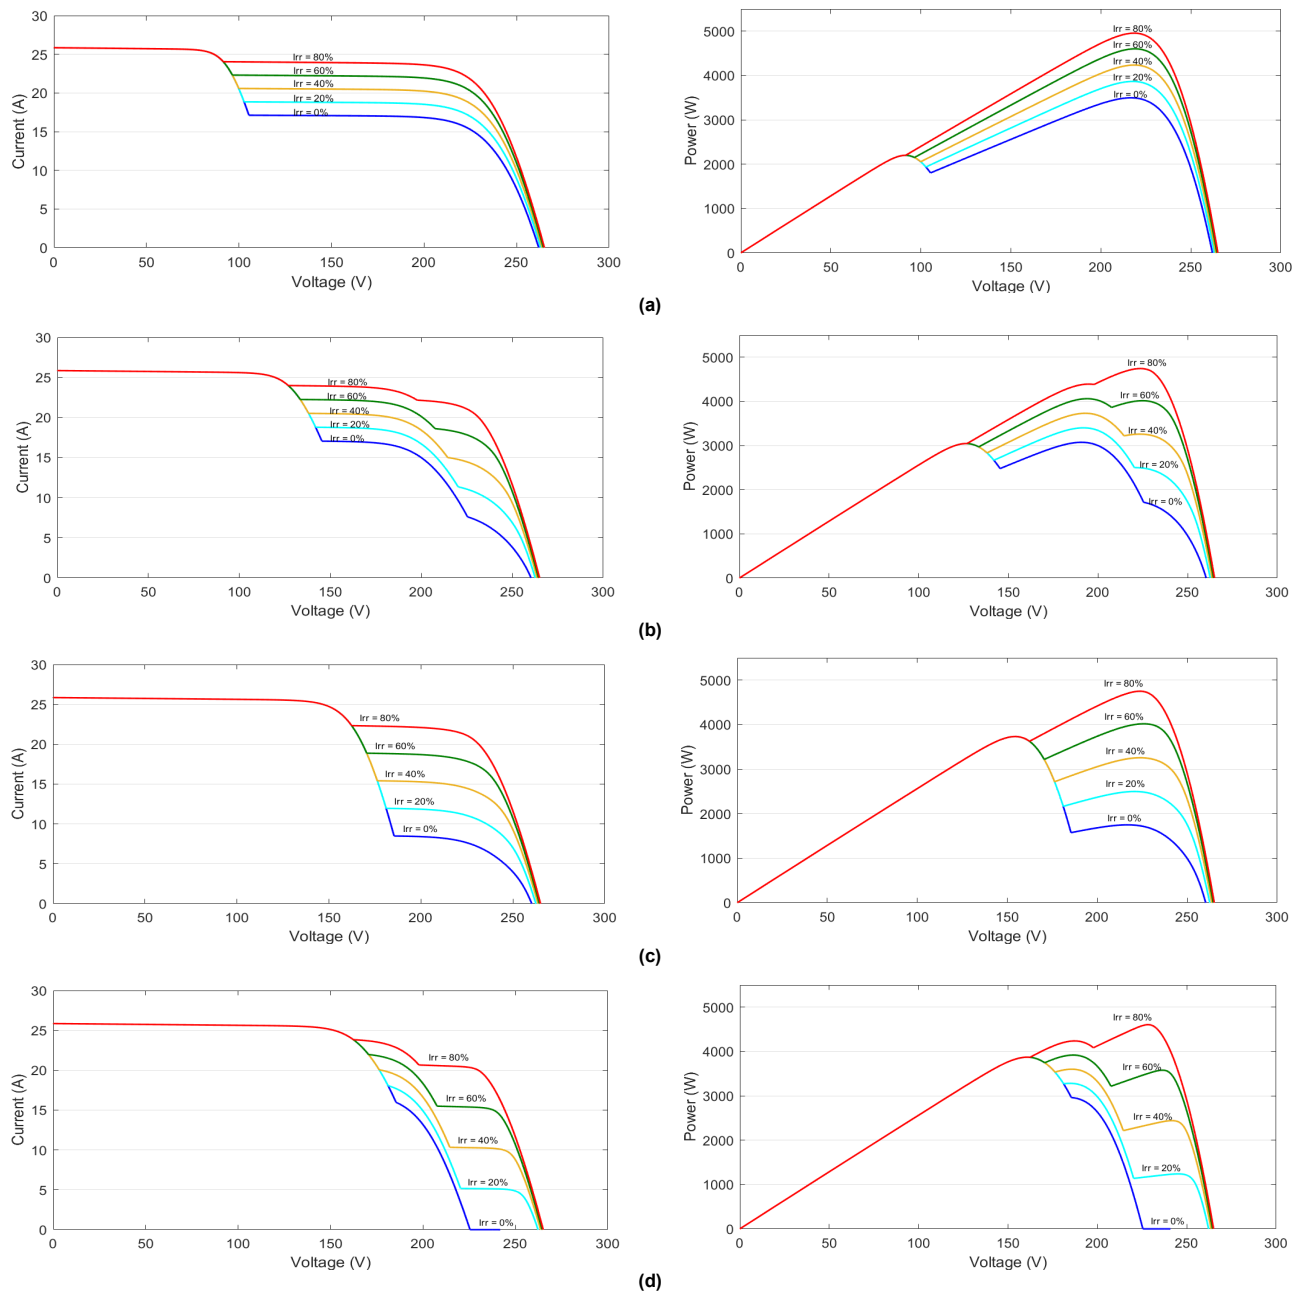 30
25
20
15
10
5
0
Current (A)
Irr = 80%
Irr = 60%
Irr = 40%
Irr = 20%
Irr = 0%
0 50 100 150 200 250 300
Voltage (V)
5000
4000
3000
2000
1000
0
Power (W)
Irr = 80%
Irr = 60%
Irr = 40%
Irr = 20%
Irr = 0%
0 50 100 150 200 250 300
Voltage (V)
(a)
30
25
20
15
10
5
0
Current (A)
Irr = 80%
Irr = 60%
Irr = 40%
Irr = 20%
Irr = 0%
0 50 100 150 200 250 300
Voltage (V)
5000
4000
3000
2000
1000
0
Power (W)
Irr = 80%
Irr = 60%
Irr = 40%
Irr = 20%
Irr = 0%
0 50 100 150 200 250 300
Voltage (V)
(b)
30
25
20
15
10
5
0
Current (A)
Irr = 80%
Irr = 60%
Irr = 40%
Irr = 20%
Irr = 0%
0 50 100 150 200 250 300
Voltage (V)
5000
4000
3000
2000
1000
0
Power (W)
Irr = 80%
Irr = 60%
Irr = 40%
Irr = 20%
Irr = 0%
0 50 100 150 200 250 300
Voltage (V)
(c)
30
25
20
15
10
5
0
Current (A)
Irr = 80%
Irr = 60%
Irr = 40%
Irr = 20%
Irr = 0%
0 50 100 150 200 250 300
Voltage (V)
5000
4000
3000
2000
1000
0
Power (W)
Irr = 80%
Irr = 60%
Irr = 40%
Irr = 20%
Irr = 0%
0 50 100 150 200 250 300
Voltage (V)
(d)